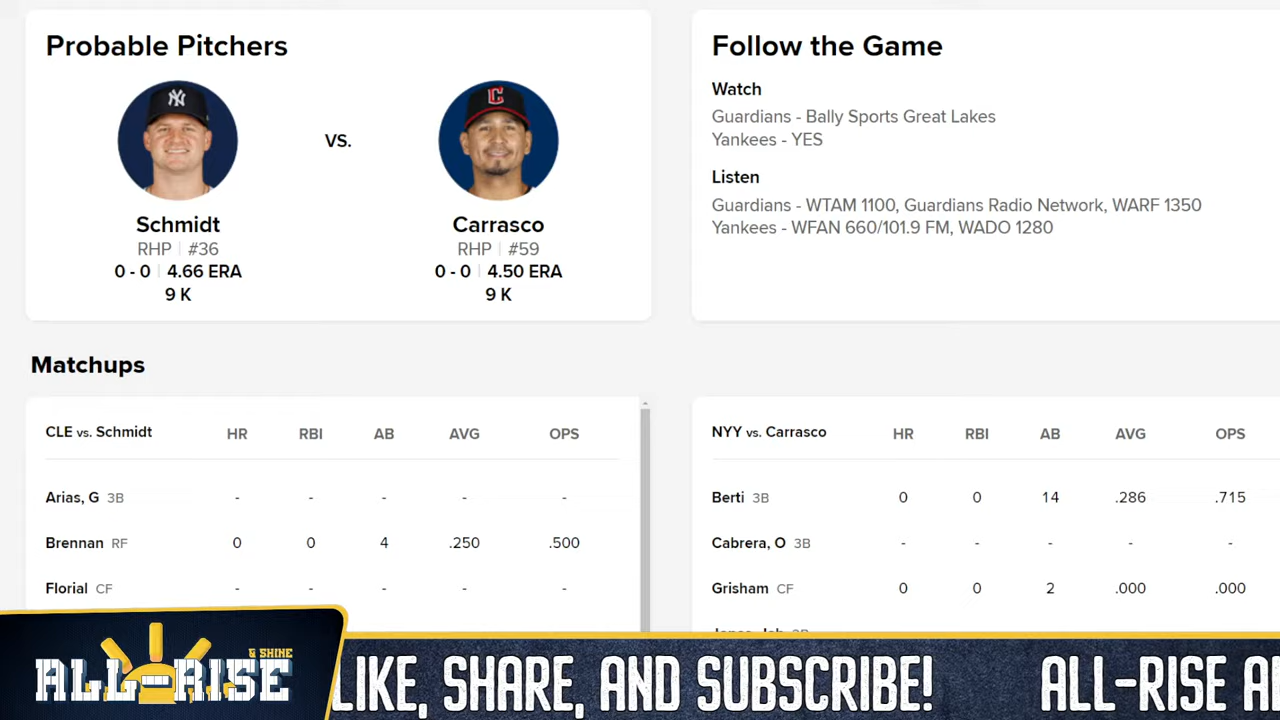 Probable Pitchers
VS.
Schmidt
RHP | #36
0 - 0 | 4.66 ERA
9 K
Carrasco
RHP | #59
0 - 0 | 4.50 ERA
9 K
Follow the Game
Watch
Guardians - Bally Sports Great Lakes
Yankees - YES
Listen
Guardians - WTAM 1100, Guardians Radio Network, WARF 1350
Yankees - WFAN 660/101.9 FM, WADO 1280
Matchups
CLE vs. Schmidt HR RBI AB AVG OPS
Arias, G 3B - - - - -
Brennan RF 0 0 4 .250 .500
Florial CF - - - - -
NYY vs. Carrasco HR RBI AB AVG OPS
Berti 3B 0 0 14 .286 .715
Cabrera, O 3B - - - - -
Grisham CF 0 0 2 .000 .000
& SHINE
ALL-RISE
LIKE, SHARE, AND SUBSCRIBE! ALL-RISE